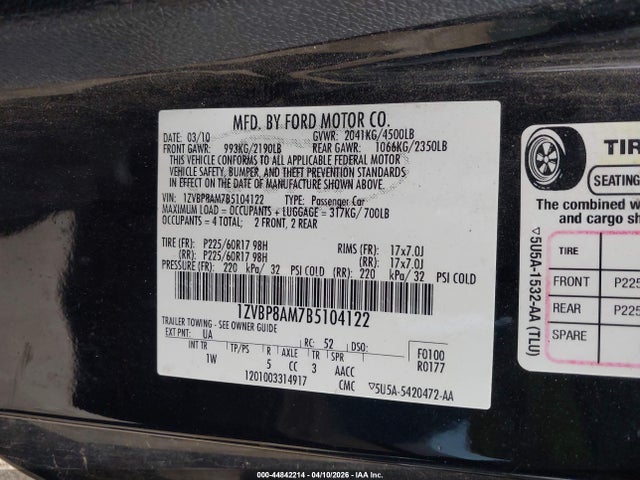 MFD. BY FORD MOTOR CO.
DATE: 03/10 GVWR: 2041KG/4500LB
FRONT GAWR: 993KG/2190LB REAR GAWR: 1066KG/2350LB
THIS VEHICLE CONFORMS TO ALL APPLICABLE FEDERAL MOTOR
VEHICLE SAFETY, BUMPER, AND THEFT PREVENTION STANDARDS
IN EFFECT ON THE DATE OF MANUFACTURE SHOWN ABOVE.
VIN: 1ZVBP8AM7B5104122 TYPE: Passenger Car
MAXIMUM LOAD = OCCUPANTS + LUGGAGE = 317KG/700LB
OCCUPANTS = 4 TOTAL; 2 FRONT, 2 REAR
TIRE (FR): P225/60R17 98H RIMS (FR): 17x7.0J
TIRE (RR): P225/60R17 98H RIMS (RR): 17x7.0J
PRESSURE (FR): 220 kPa/ 32 PSI COLD (RR): 220 kPa/ 32 PSI COLD
1ZVBP8AM7B5104122
TRAILER TOWING - SEE OWNER GUIDE
EXT PNT: UA RC: 52 DSO:
INT TR TP/PS R AXLE TR SPR F0100
1W 5 CC 3 AACC R0177
1201003314917 CMC ▽5U5A-5420472-AA
TIR
SEATING
The combined w
and cargo sh
TIRE
FRONT P225
REAR P225
SPARE
▽5U5A-1532-AA (TLU)
000-44842214 - 04/10/2026 - IAA Inc.